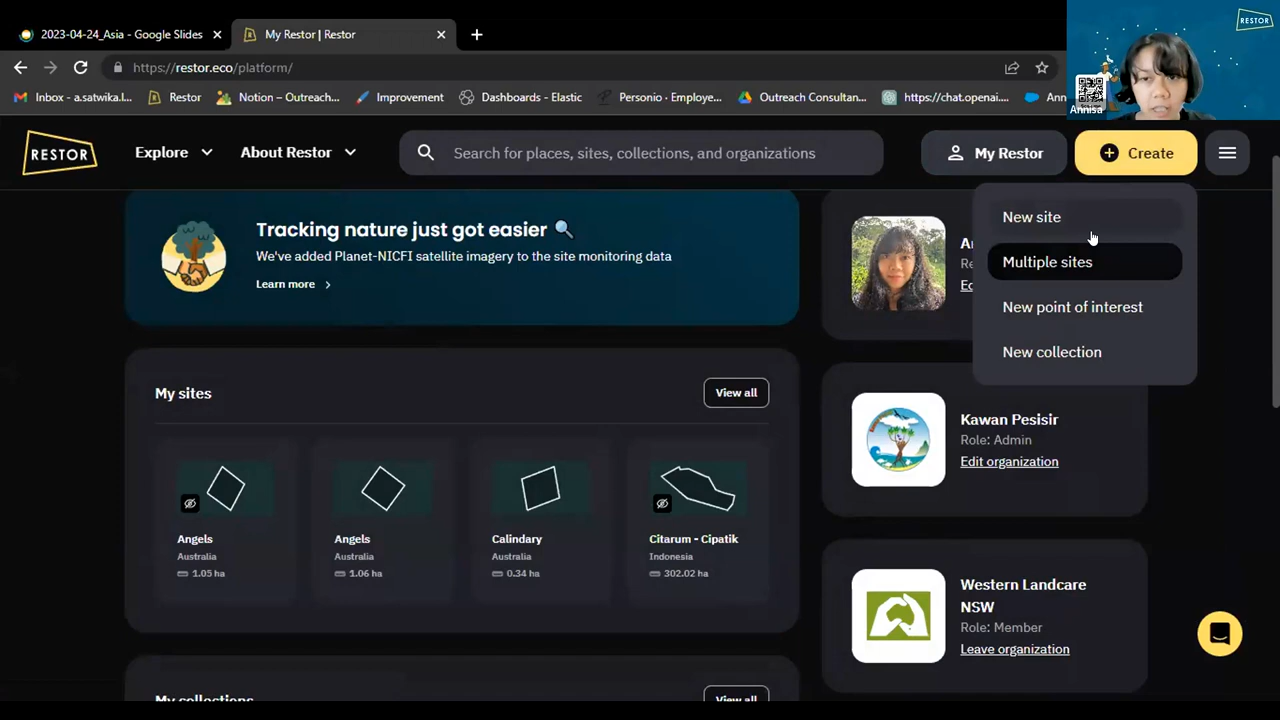 2023-04-24_Asia - Google Slides
My Restor | Restor
RESTOR
https://restor.eco/platform/
Inbox - a.satwika.l...
Restor
Notion – Outreach...
Improvement
Dashboards - Elastic
Personio - Employe...
Outreach Consultan...
https://chat.openai....
Ann
Annisa
RESTOR
Explore
About Restor
Search for places, sites, collections, and organizations
My Restor
Create
New site
Multiple sites
New point of interest
New collection
Tracking nature just got easier
We've added Planet-NICFI satellite imagery to the site monitoring data
Learn more
An
Re
Ed
My sites
View all
Angels
Australia
1.05 ha
Angels
Australia
1.06 ha
Calindary
Australia
0.34 ha
Citarum - Cipatik
Indonesia
302.02 ha
Kawan Pesisir
Role: Admin
Edit organization
Western Landcare
NSW
Role: Member
Leave organization
My collections
View all